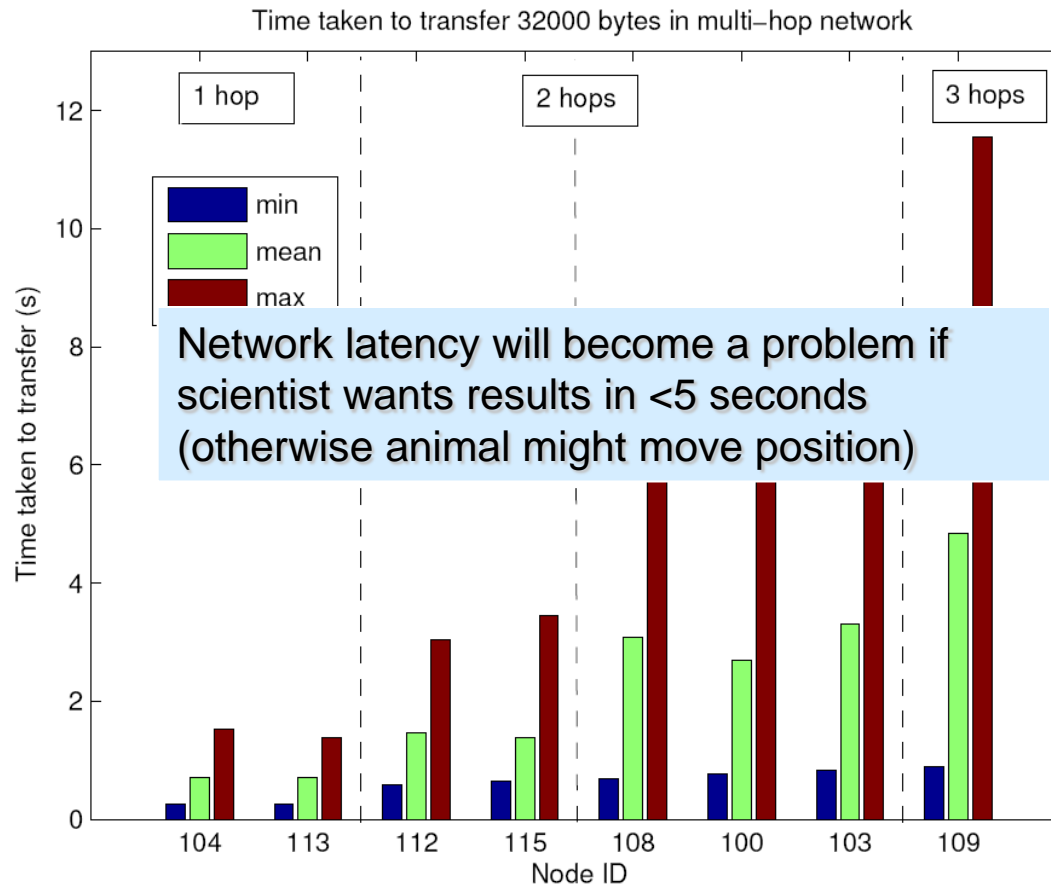 Time taken to transfer 32000 bytes in multi−hop network
1 hop
2 hops
3 hops
12
10
8
6
4
2
0
Time taken to transfer (s)
min
mean
max
Network latency will become a problem if
scientist wants results in <5 seconds
(otherwise animal might move position)
104 113 112 115 108 100 103 109
Node ID